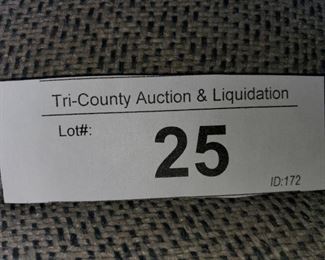 Tri-County Auction & Liquidation
Lot#:
25
ID:172